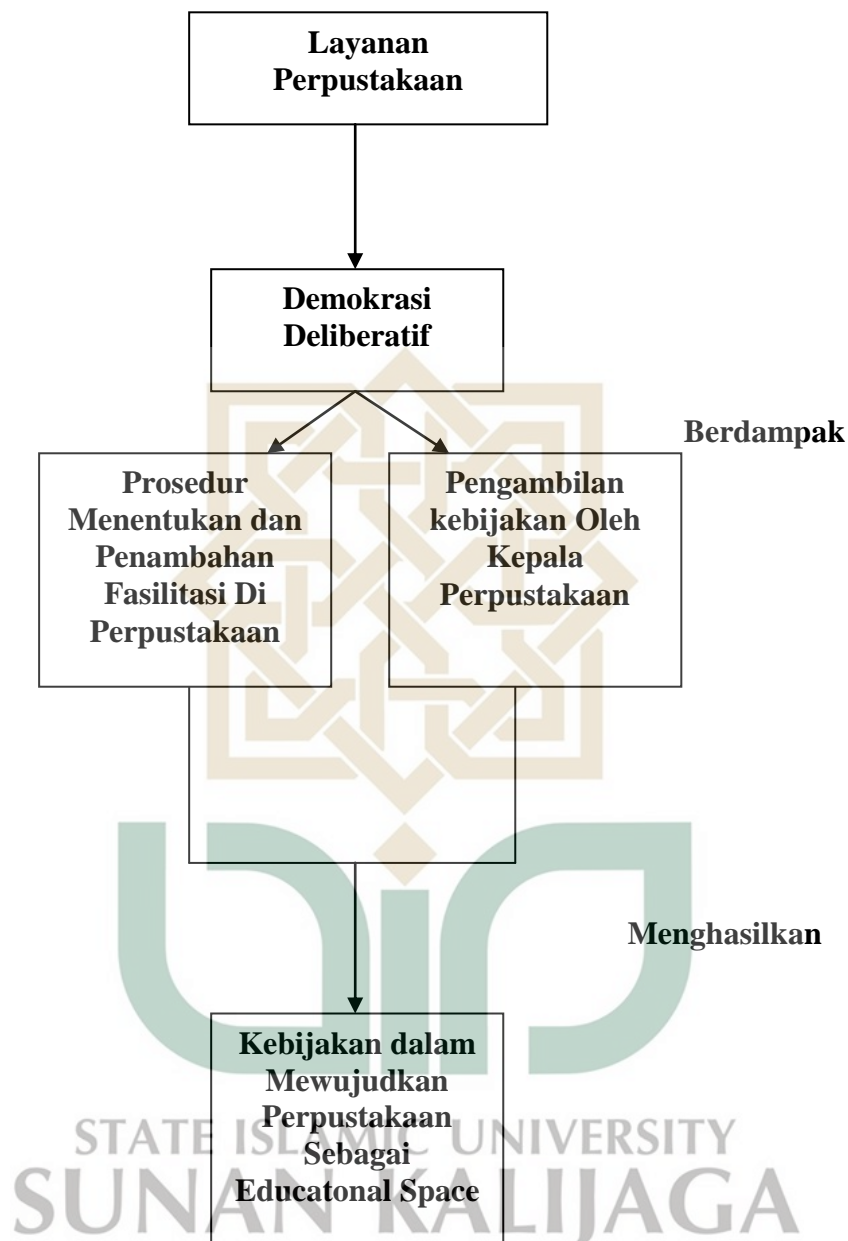 Layanan
Perpustakaan
Demokrasi
Deliberatif
Berdampak
Prosedur
Menentukan dan
Penambahan
Fasilitasi Di
Perpustakaan
Pengambilan
kebijakan Oleh
Kepala
Perpustakaan
Menghasilkan
Kebijakan dalam
Mewujudkan
Perpustakaan
Sebagai
Educatonal Space
STATE ISLAMIC UNIVERSITY
SUNAN KALIJAGA